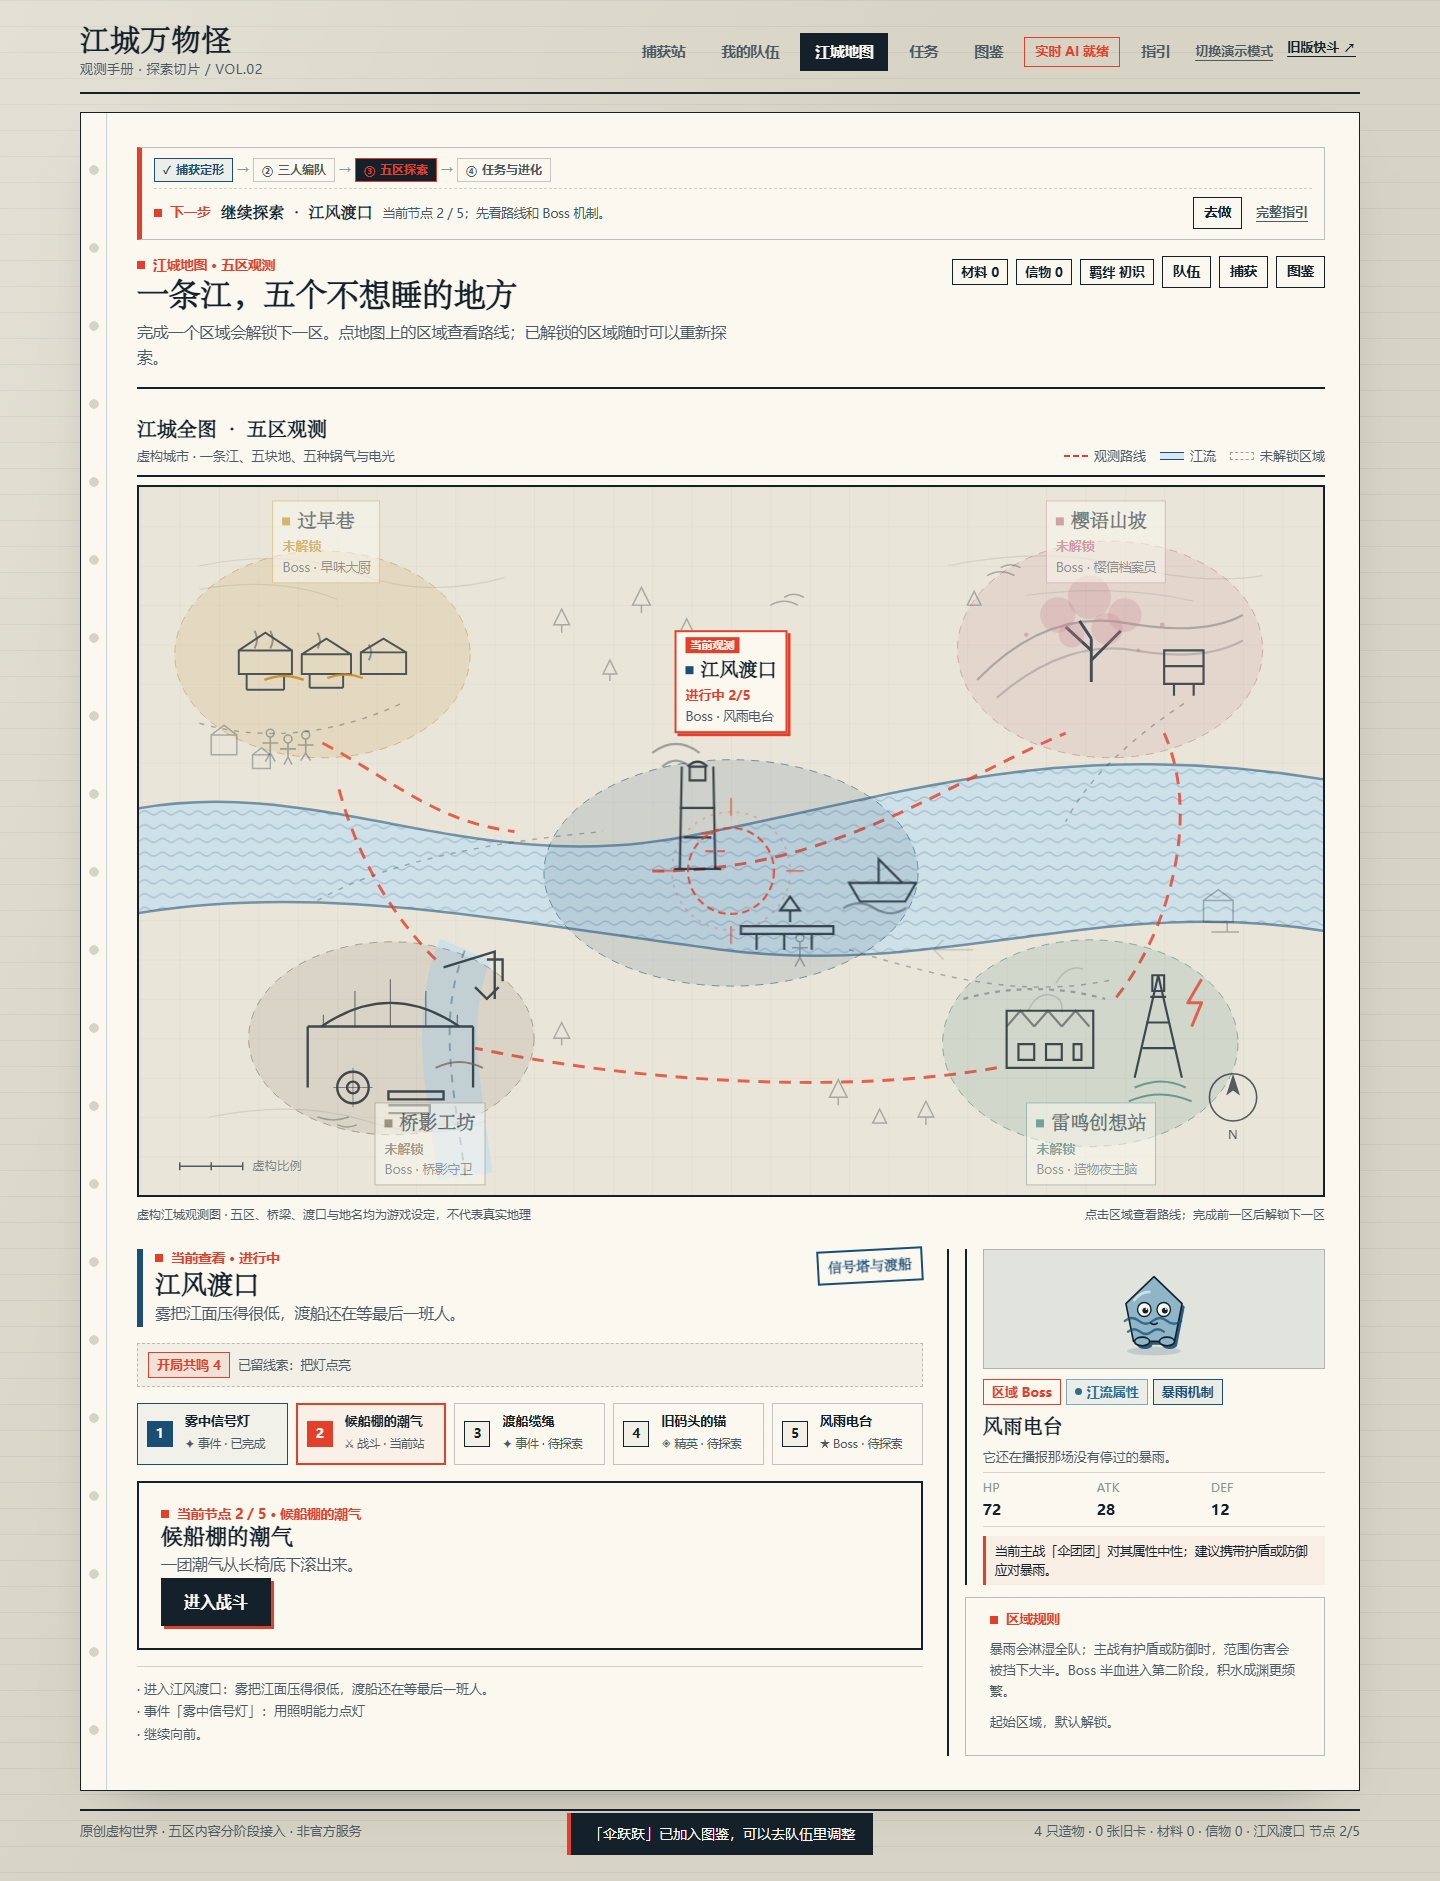 江城万物怪
观测手册 · 探索切片 / VOL.02
捕获站
我的队伍
江城地图
任务
图鉴
实时 AI 就绪
指引
切换演示模式
旧版快斗 ↗
✓ 捕获定形 → ② 三人编队 → ③ 五区探索 → ④ 任务与进化
下一步 继续探索 · 江风渡口 当前节点 2 / 5；先看路线和 Boss 机制。
去做
完整指引
江城地图 • 五区观测
一条江，五个不想睡的地方
完成一个区域会解锁下一区。点地图上的区域查看路线；已解锁的区域随时可以重新探
索。
材料 0
信物 0
羁绊 初识
队伍
捕获
图鉴
江城全图 · 五区观测
虚构城市 · 一条江、五块地、五种锅气与电光
观测路线
江流
未解锁区域
过早巷
未解锁
Boss · 早味大厨
樱语山坡
未解锁
Boss · 樱信档案员
当前观测
江风渡口
进行中 2/5
Boss · 风雨电台
桥影工坊
未解锁
Boss · 桥影守卫
雷鸣创想站
未解锁
Boss · 造物夜主脑
虚构比例
N
虚构江城观测图 · 五区、桥梁、渡口与地名均为游戏设定，不代表真实地理
点击区域查看路线；完成前一区后解锁下一区
当前查看 • 进行中
江风渡口
雾把江面压得很低，渡船还在等最后一班人。
信号塔与渡船
开局共鸣 4 已留线索：把灯点亮
1 雾中信号灯
✦ 事件 · 已完成
2 候船棚的潮气
⚔ 战斗 · 当前站
3 渡船缆绳
✦ 事件 · 待探索
4 旧码头的锚
◈ 精英 · 待探索
5 风雨电台
★ Boss · 待探索
当前节点 2 / 5 • 候船棚的潮气
候船棚的潮气
一团潮气从长椅底下滚出来。
进入战斗
· 进入江风渡口：雾把江面压得很低，渡船还在等最后一班人。
· 事件「雾中信号灯」：用照明能力点灯
· 继续向前。
区域 Boss
● 江流属性
暴雨机制
风雨电台
它还在播报那场没有停过的暴雨。
HP ATK DEF
72 28 12
当前主战「伞团团」对其属性中性；建议携带护盾或防御
应对暴雨。
区域规则
暴雨会淋湿全队；主战有护盾或防御时，范围伤害会
被挡下大半。Boss 半血进入第二阶段，积水成渊更频
繁。
起始区域，默认解锁。
原创虚构世界 · 五区内容分阶段接入 · 非官方服务
「伞跃跃」已加入图鉴，可以去队伍里调整
4 只造物 · 0 张旧卡 · 材料 0 · 信物 0 · 江风渡口 节点 2/5